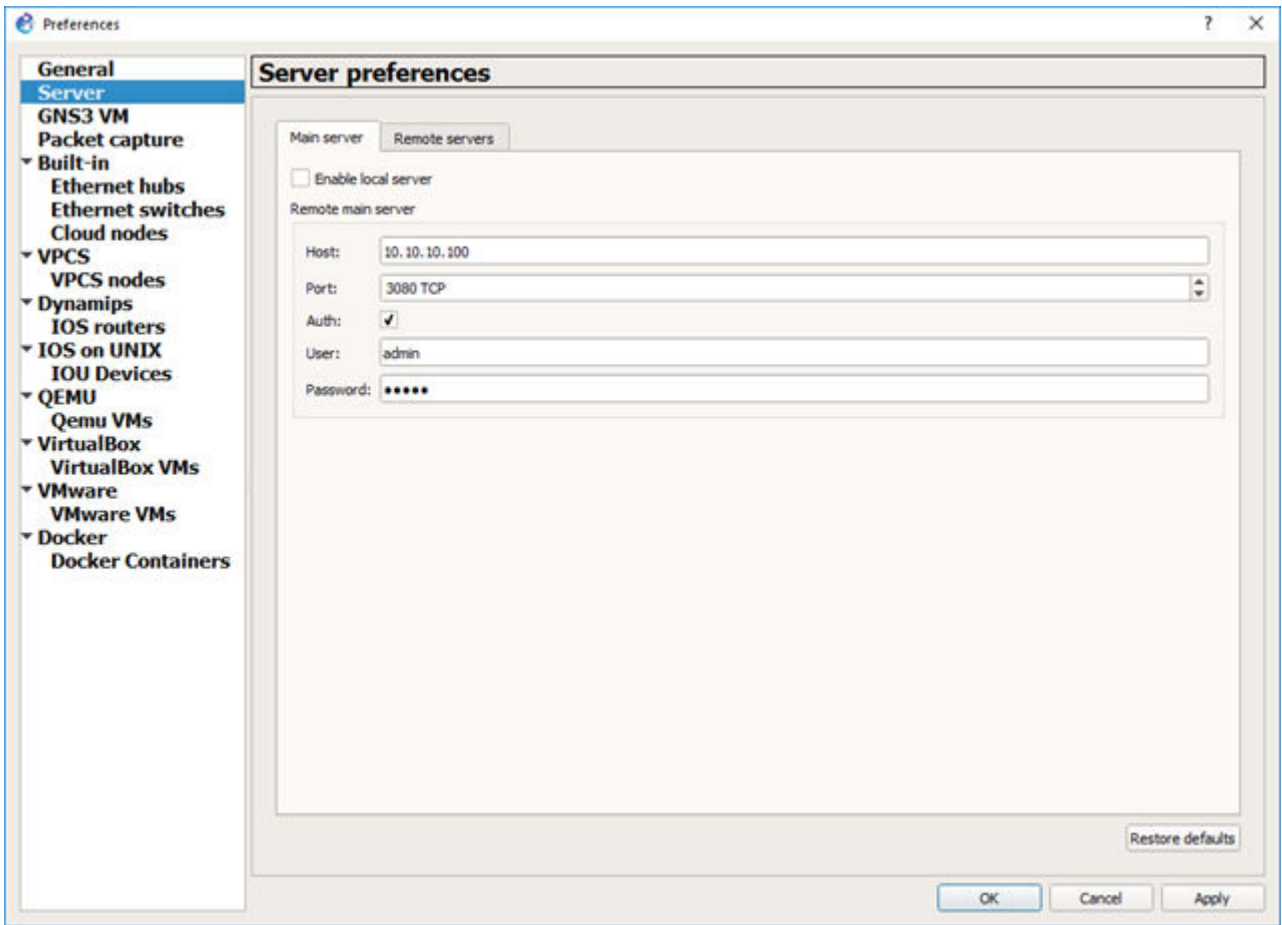 Preferences
?
General
Server
GNS3 VM
Packet capture
Built-in
Ethernet hubs
Ethernet switches
Cloud nodes
VPCS
VPCS nodes
Dynamips
IOS routers
IOS on UNIX
IOU Devices
QEMU
Qemu VMs
VirtualBox
VirtualBox VMs
VMware
VMware VMs
Docker
Docker Containers
Server preferences
Main server
Remote servers
Enable local server
Remote main server
Host: 10.10.10.100
Port: 3080 TCP
Auth:
User: admin
Password: •••••
Restore defaults
OK
Cancel
Apply